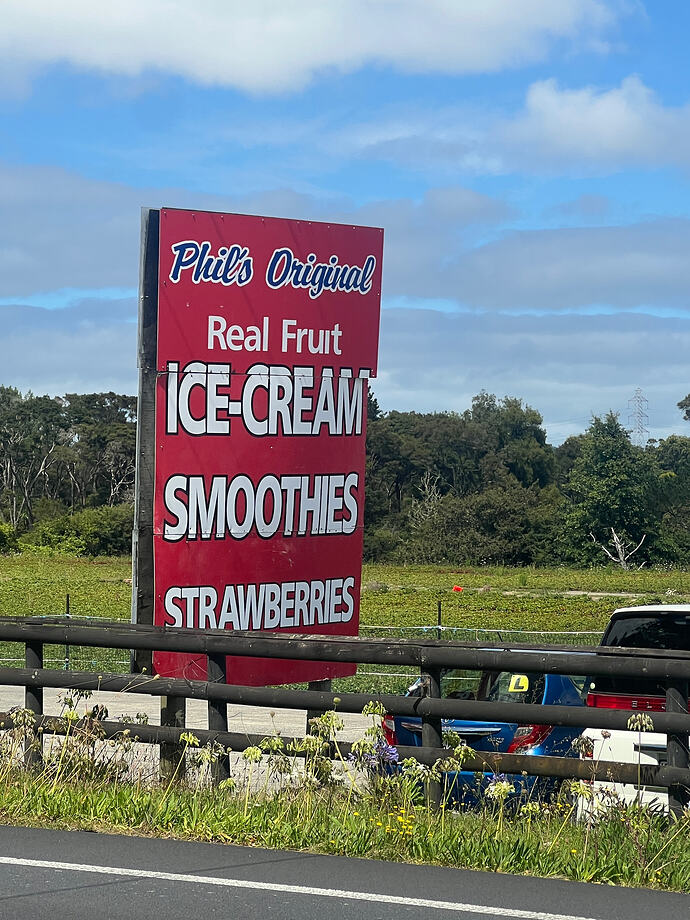 Phil's Original
Real Fruit
ICE-CREAM
SMOOTHIES
STRAWBERRIES
L